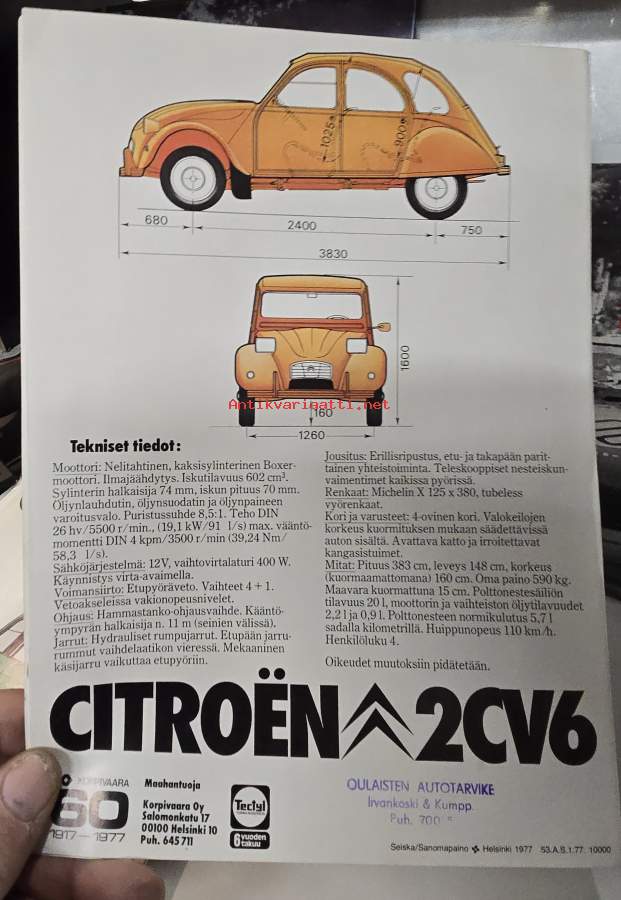 1025
900
680
2400
750
3830
1600
160
1260
Antikvariaatti.net
Tekniset tiedot:
Moottori: Nelitahtinen, kaksisylinterinen Boxer-
moottori. Ilmajäähdytys. Iskutilavuus 602 cm³.
Sylinterin halkaisija 74 mm, iskun pituus 70 mm.
Öljynlauhdutin, öljynsuodatin ja öljynpaineen
varoitusvalo. Puristussuhde 8,5:1. Teho DIN
26 hv/5500 r/min., (19,1 kW/91 l/s) max. vääntö-
momentti DIN 4 kpm/3500 r/min (39,24 Nm/
58,3 l/s).
Sähköjärjestelmä: 12V, vaihtovirtalaturi 400 W.
Käynnistys virta-avaimella.
Voimansiirto: Etupyöräveto. Vaihteet 4 + 1.
Vetoakseleissa vakionopeusnivelet.
Ohjaus: Hammastanko-ohjausvaihde. Kääntö-
ympyrän halkaisija n. 11 m (seinien välissä).
Jarrut: Hydrauliset rumpujarrut. Etupään jarru-
rummut vaihdelaatikon vieressä. Mekaaninen
käsijarru vaikuttaa etupyöriin.
Jousitus: Erillisripustus, etu- ja takapään parit-
tainen yhteistoiminta. Teleskooppiset nesteiskun-
vaimentimet kaikissa pyörissä.
Renkaat: Michelin X 125 x 380, tubeless
vyörenkaat.
Kori ja varusteet: 4-ovinen kori. Valokeilojen
korkeus kuormituksen mukaan säädettävissä
auton sisältä. Avattava katto ja irroitettavat
kangasistuimet.
Mitat: Pituus 383 cm, leveys 148 cm, korkeus
(kuormaamattomana) 160 cm. Oma paino 590 kg.
Maavara kuormattuna 15 cm. Polttonestesäiliön
tilavuus 20 l, moottorin ja vaihteiston öljytilavuudet
2,2 l ja 0,9 l. Polttonesteen normikulutus 5,7 l
sadalla kilometrillä. Huippunopeus 110 km/h.
Henkilöluku 4.
Oikeudet muutoksiin pidätetään.
CITROËN 2CV6
KORPIVAARA
60
1917–1977
Maahantuoja
Korpivaara Oy
Salomonkatu 17
00100 Helsinki 10
Puh. 645 711
Tectyl
6 vuoden
takuu
OULAISTEN AUTOTARVIKE
Irvankoski & Kumpp.
Puh. 700
Seiska/Sanomapaino Helsinki 1977 53.A.S.1.77. 10000